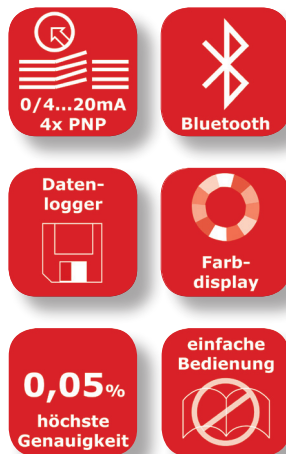 0/4...20mA
4x PNP
Bluetooth
Daten-
logger
Farb-
display
0,05%
höchste
Genauigkeit
einfache
Bedienung